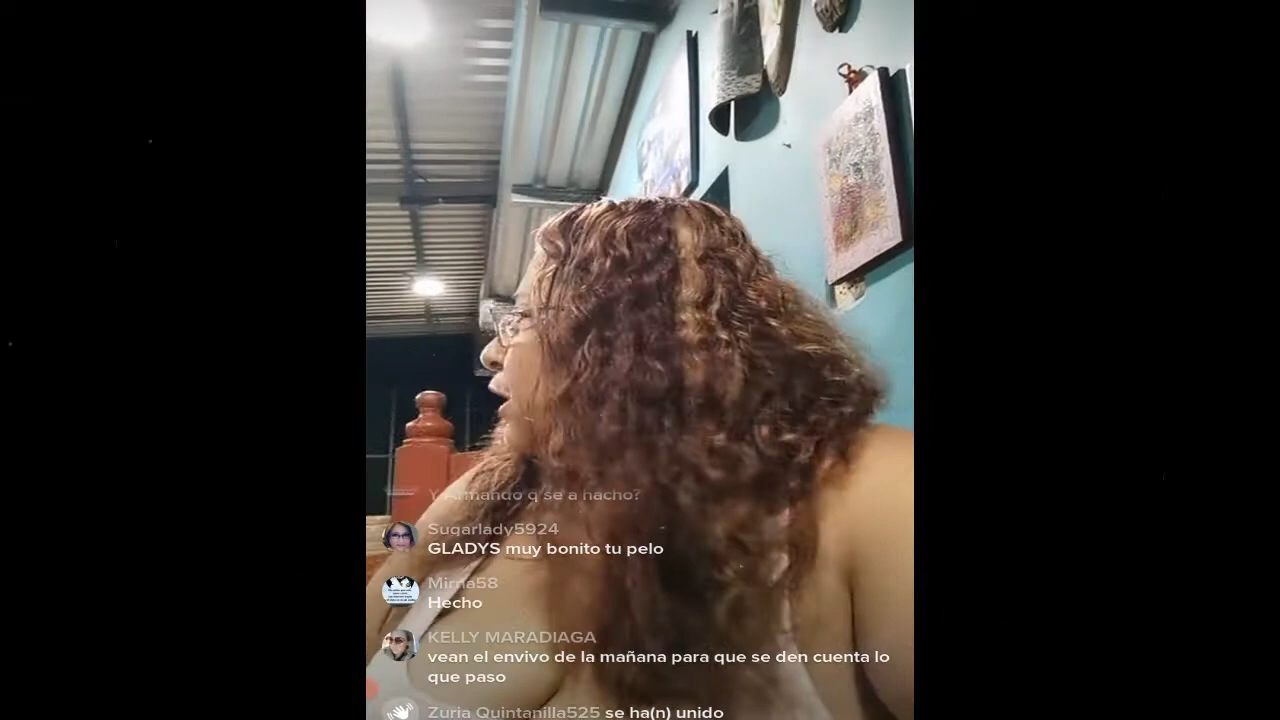 Y Armando q se a hacho?
Sugarlady5924
GLADYS muy bonito tu pelo
Mirna58
Hecho
KELLY MARADIAGA
vean el envivo de la mañana para que se den cuenta lo
que paso
Zuria Quintanilla525 se ha(n) unido